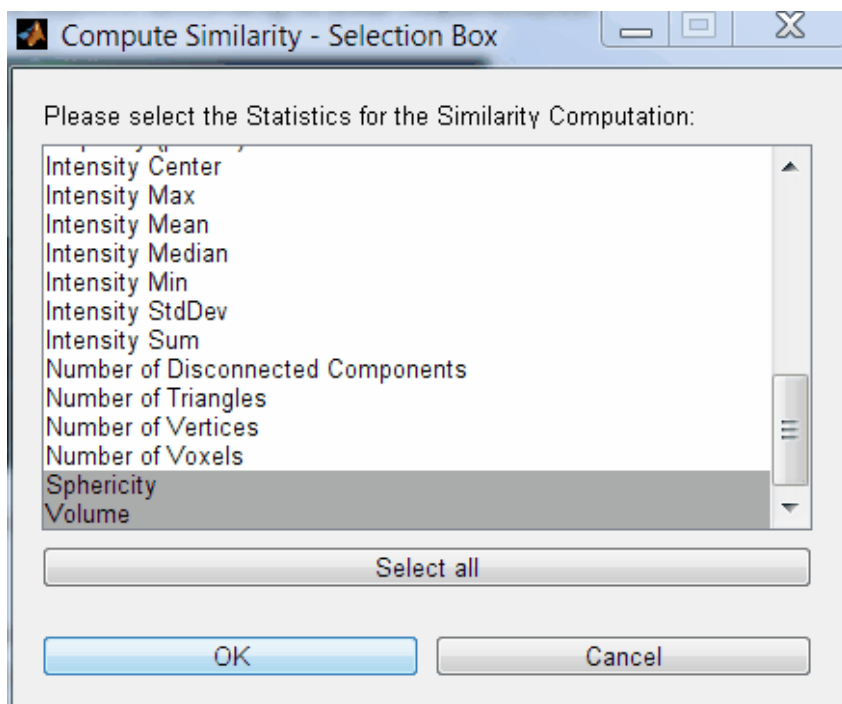 Compute Similarity - Selection Box
Please select the Statistics for the Similarity Computation:
Intensity Center
Intensity Max
Intensity Mean
Intensity Median
Intensity Min
Intensity StdDev
Intensity Sum
Number of Disconnected Components
Number of Triangles
Number of Vertices
Number of Voxels
Sphericity
Volume
Select all
OK Cancel